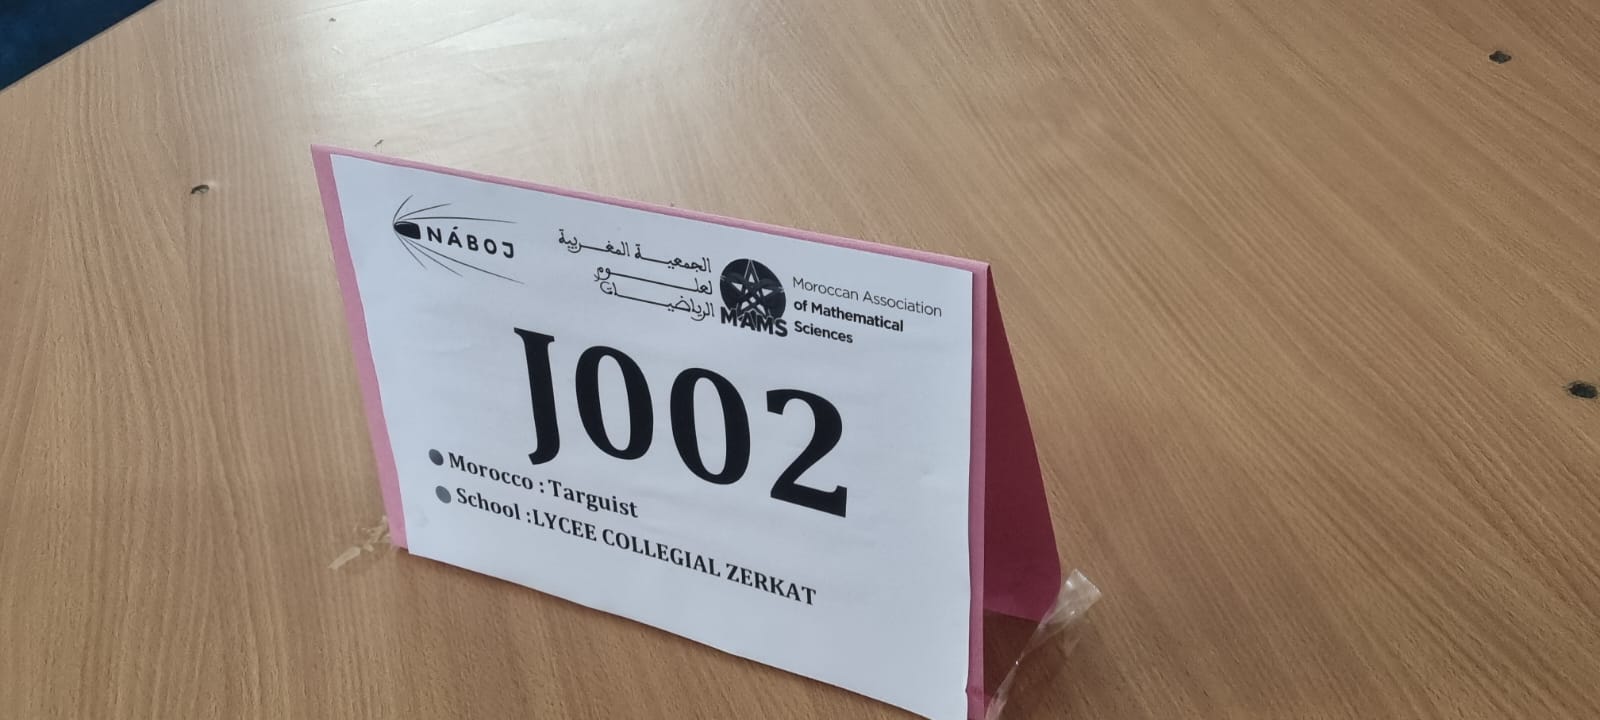 NÁBOJ
الجمعية المغربية
لعلوم
الرياضيات
MAMS
Moroccan Association
of Mathematical
Sciences
J002
Morocco : Targuist
School :LYCEE COLLEGIAL ZERKAT